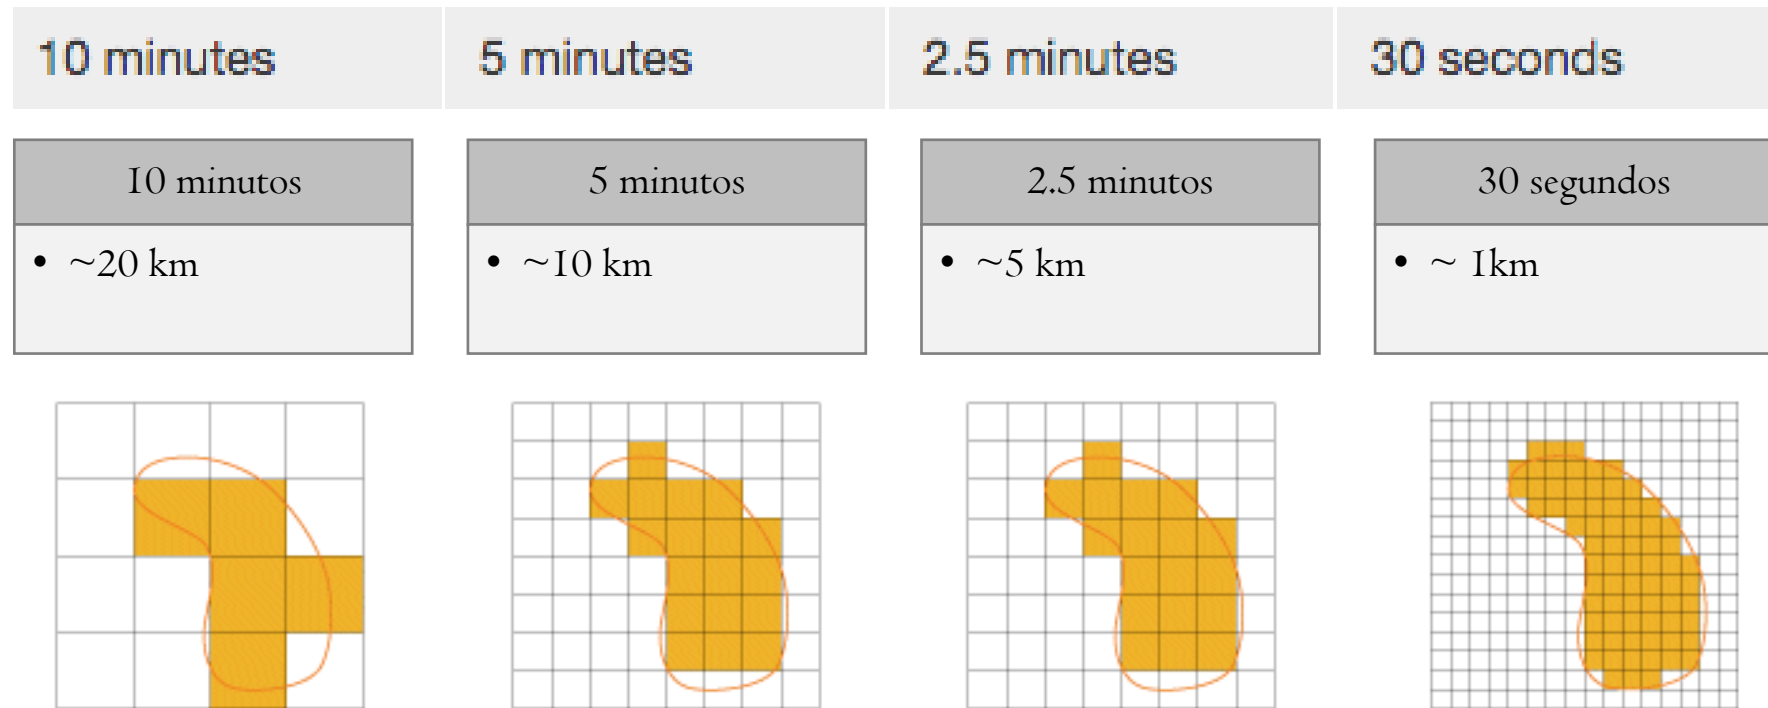 10 minutes
5 minutes
2.5 minutes
30 seconds
10 minutos
5 minutos
2.5 minutos
30 segundos
• ~20 km
• ~10 km
• ~5 km
• ~ 1km